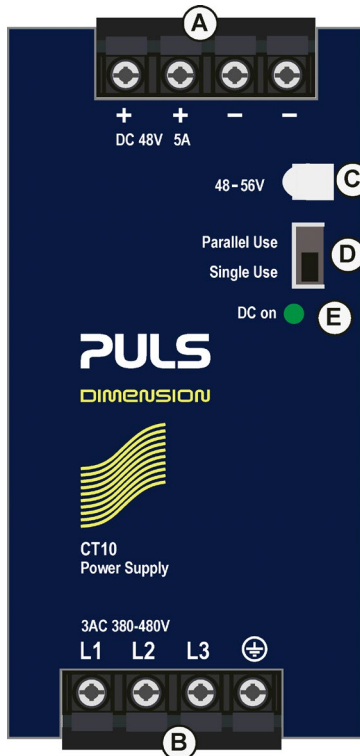 A
+ + − −
DC 48V 5A
48-56V C
Parallel Use
D
Single Use
DC on E
PULS
DIMENSION
CT10
Power Supply
3AC 380-480V
L1 L2 L3
B